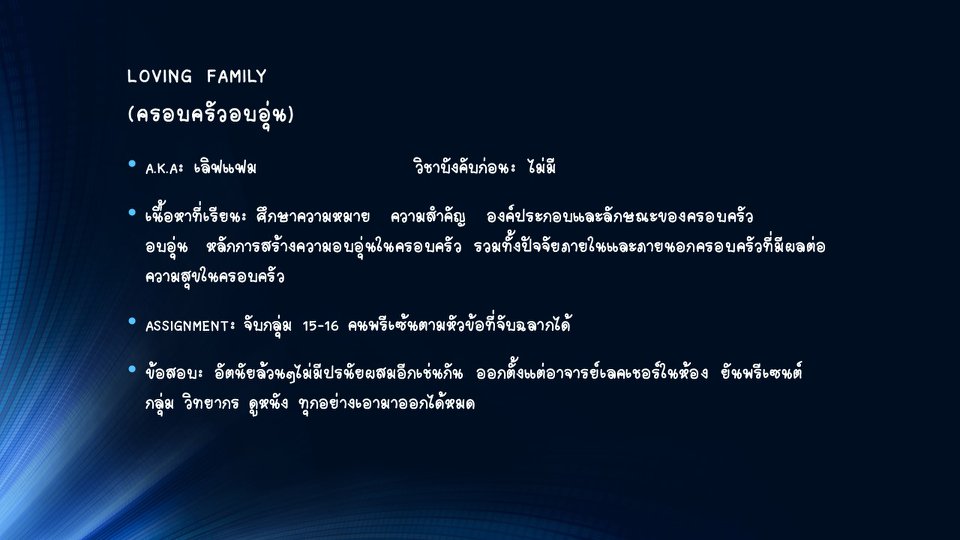 LOVING FAMILY
(ครอบครัวอบอุ่น)
A.K.A: เลิฟแฟม วิชาบังคับก่อน: ไม่มี
เนื้อหาที่เรียน: ศึกษาความหมาย ความสำคัญ องค์ประกอบและลักษณะของครอบครัว
อบอุ่น หลักการสร้างความอบอุ่นในครอบครัว รวมทั้งปัจจัยภายในและภายนอกครอบครัวที่มีผลต่อ
ความสุขในครอบครัว
ASSIGNMENT: จับกลุ่ม 15-16 คนพรีเซ้นตามหัวข้อที่จับฉลากได้
ข้อสอบ: อัตนัยล้วนๆไม่มีปรนัยผสมอีกเช่นกัน ออกตั้งแต่อาจารย์เลคเชอร์ในห้อง ยันพรีเซนต์
กลุ่ม วิทยากร ดูหนัง ทุกอย่างเอามาออกได้หมด